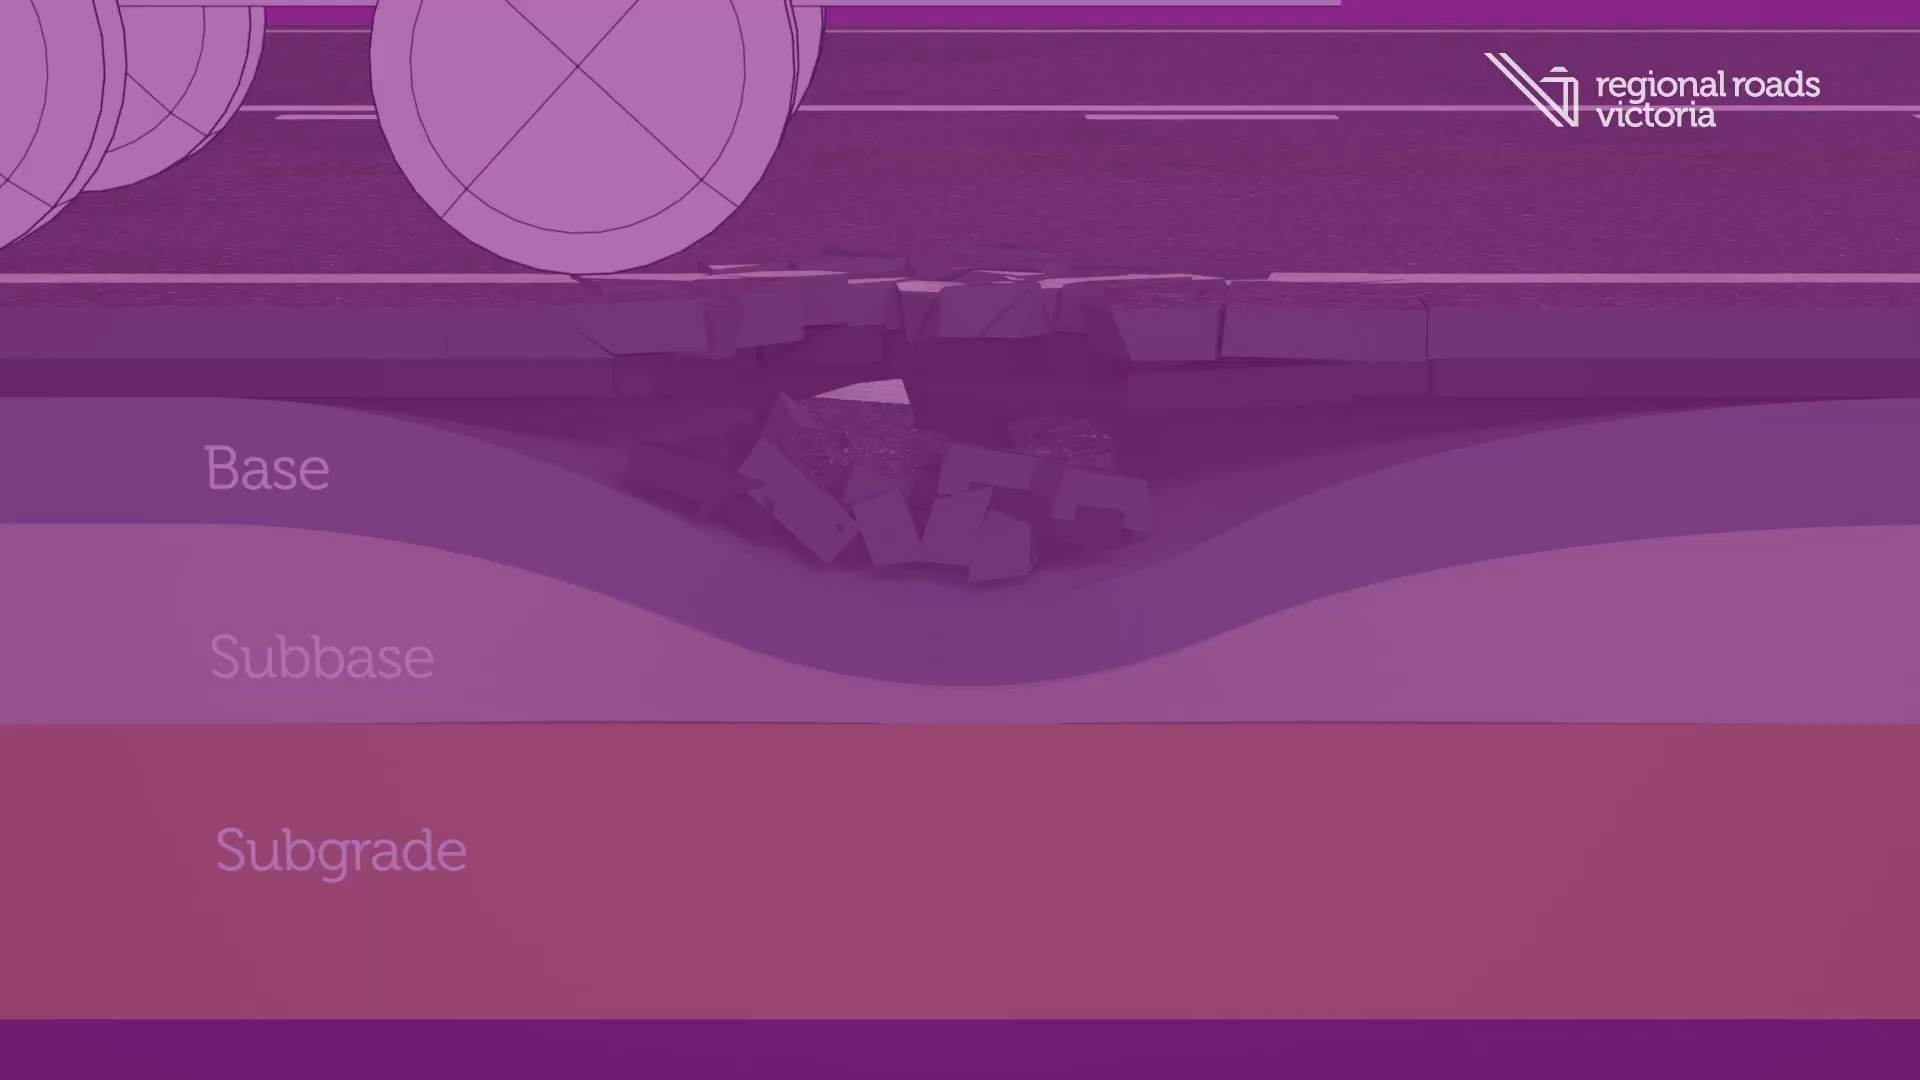 regional roads
victoria
Base
Subbase
Subgrade